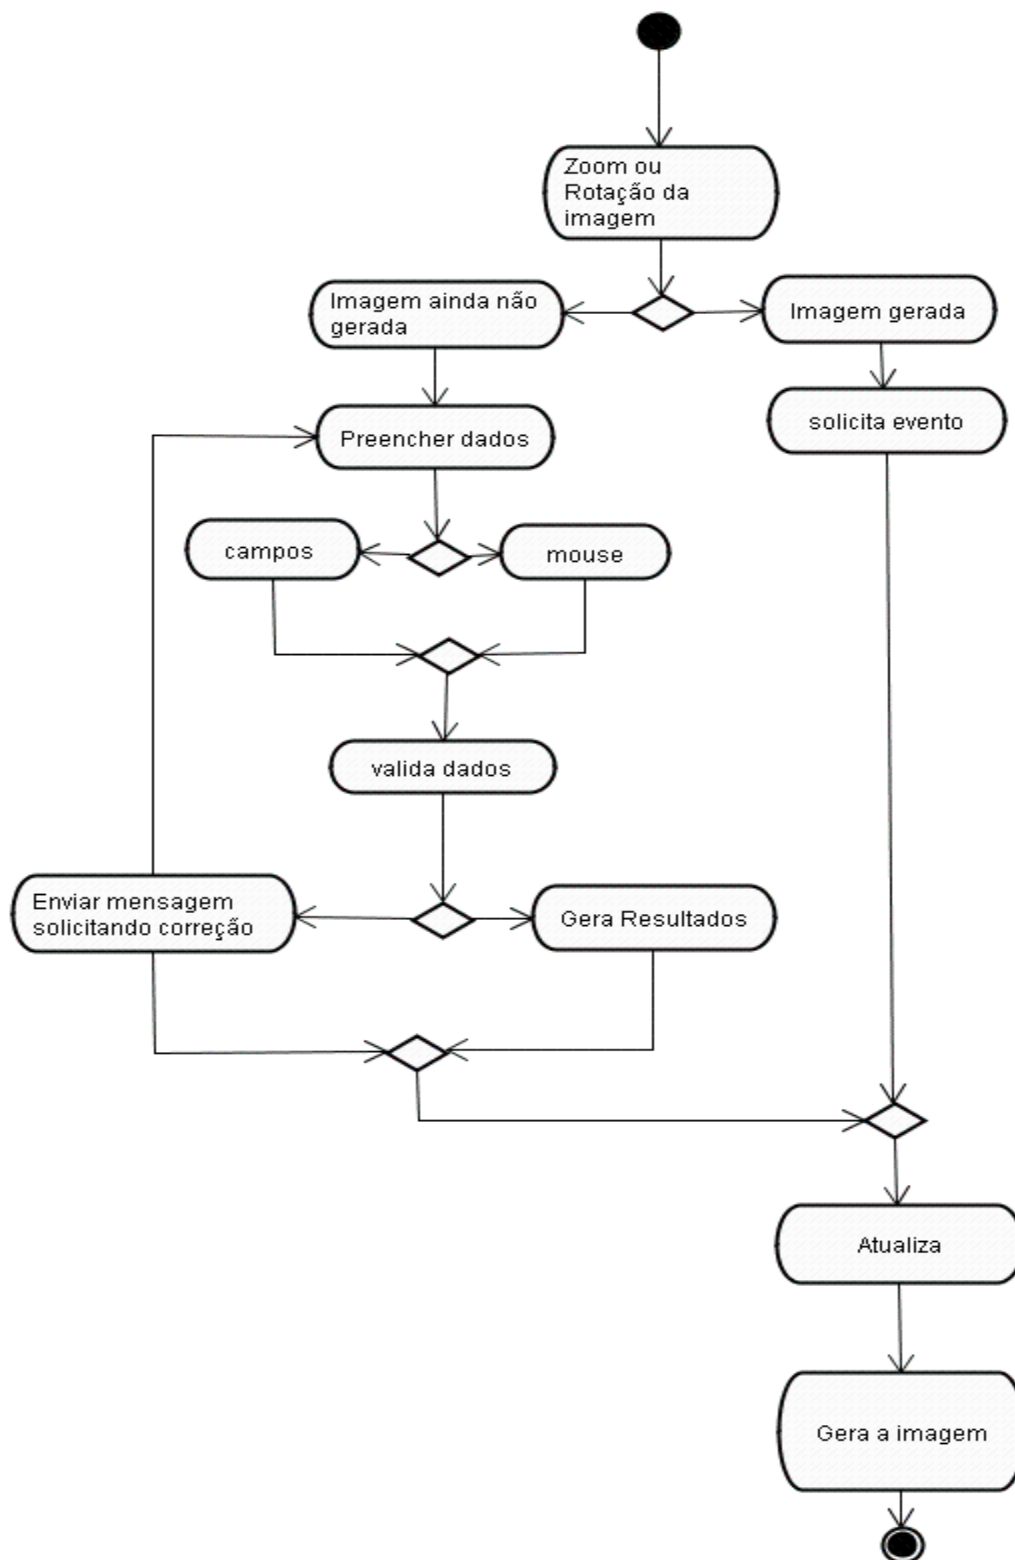 Zoom ou
Rotação da
imagem
Imagem ainda não
gerada
Imagem gerada
Preencher dados
solicita evento
campos
mouse
valida dados
Enviar mensagem
solicitando correção
Gera Resultados
Atualiza
Gera a imagem